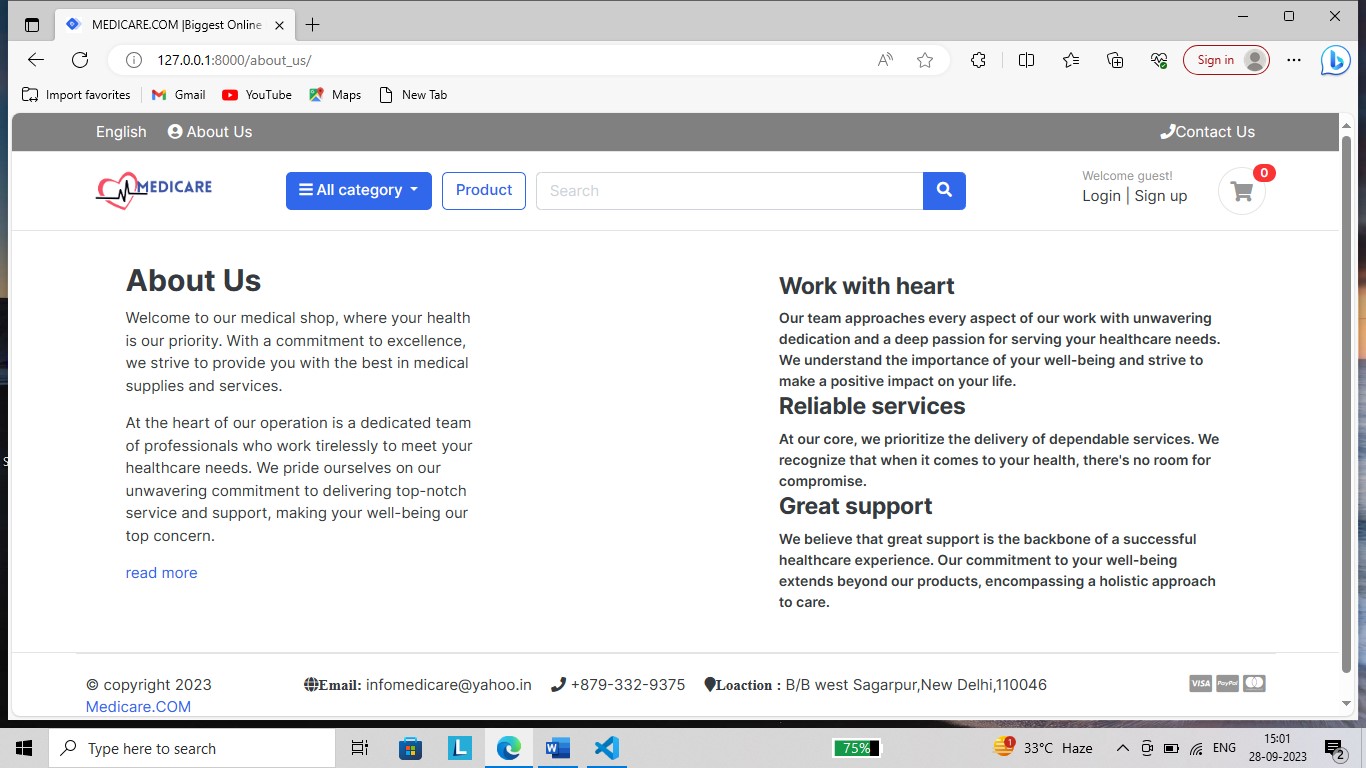 MEDICARE.COM |Biggest Online
127.0.0.1:8000/about_us/
Sign in
Import favorites
Gmail
YouTube
Maps
New Tab
English
About Us
Contact Us
MEDICARE
All category
Product
Search
Welcome guest!
Login | Sign up
0
About Us
Welcome to our medical shop, where your health
is our priority. With a commitment to excellence,
we strive to provide you with the best in medical
supplies and services.
At the heart of our operation is a dedicated team
of professionals who work tirelessly to meet your
healthcare needs. We pride ourselves on our
unwavering commitment to delivering top-notch
service and support, making your well-being our
top concern.
read more
Work with heart
Our team approaches every aspect of our work with unwavering
dedication and a deep passion for serving your healthcare needs.
We understand the importance of your well-being and strive to
make a positive impact on your life.
Reliable services
At our core, we prioritize the delivery of dependable services. We
recognize that when it comes to your health, there's no room for
compromise.
Great support
We believe that great support is the backbone of a successful
healthcare experience. Our commitment to your well-being
extends beyond our products, encompassing a holistic approach
to care.
© copyright 2023
Medicare.COM
Email: infomedicare@yahoo.in
+879-332-9375
Loaction : B/B west Sagarpur,New Delhi,110046
VISA
PayPal
Type here to search
L
W
75%
1
33°C Haze
ENG
15:01
28-09-2023
2